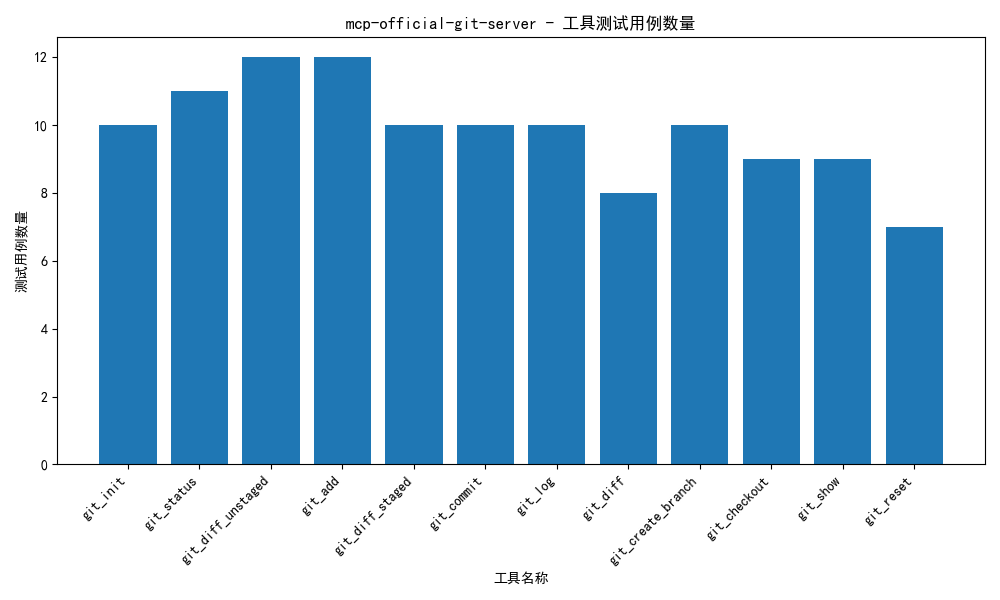 mcp-official-git-server - 工具测试用例数量
测试用例数量
12
10
8
6
4
2
0
git_init
git_status
git_diff_unstaged
git_add
git_diff_staged
git_commit
git_log
git_diff
git_create_branch
git_checkout
git_show
git_reset
工具名称